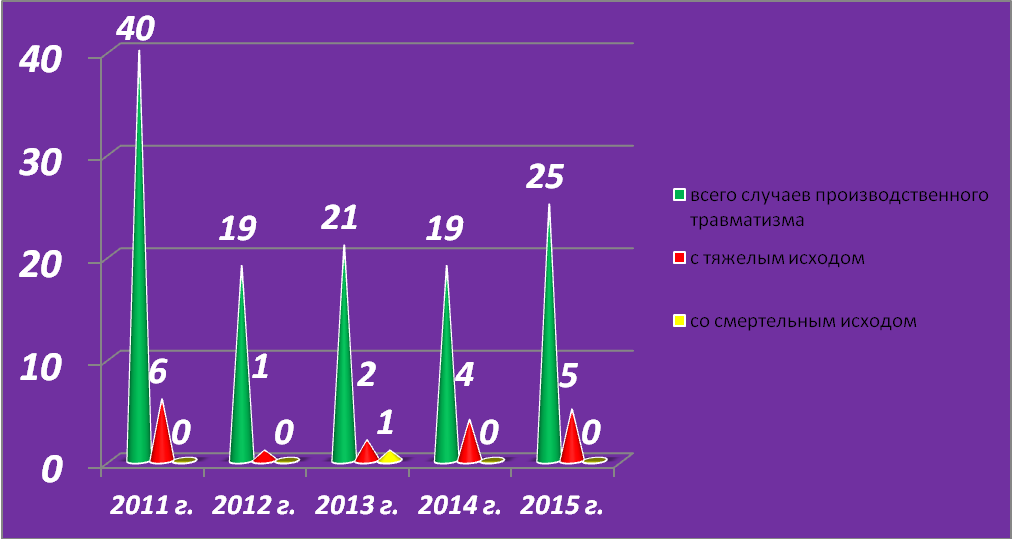 40
30
20
10
0
40
6
0
19
1
0
21
2
1
19
4
0
25
5
0
2011 г.
2012 г.
2013 г.
2014 г.
2015 г.
всего случаев производственного
травматизма
с тяжелым исходом
со смертельным исходом